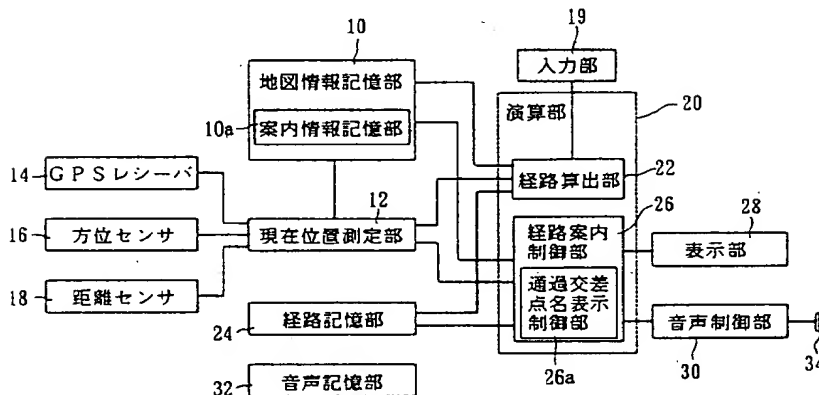 10
地図情報記憶部
10a
案内情報記憶部
19
入力部
演算部
20
14
GPSレシーバ
経路算出部
22
12
16
方位センサ
現在位置測定部
26
経路案内
制御部
28
表示部
18
距離センサ
通過交差
点名表示
制御部
24
経路記憶部
音声制御部
26a
30
34
32
音声記憶部